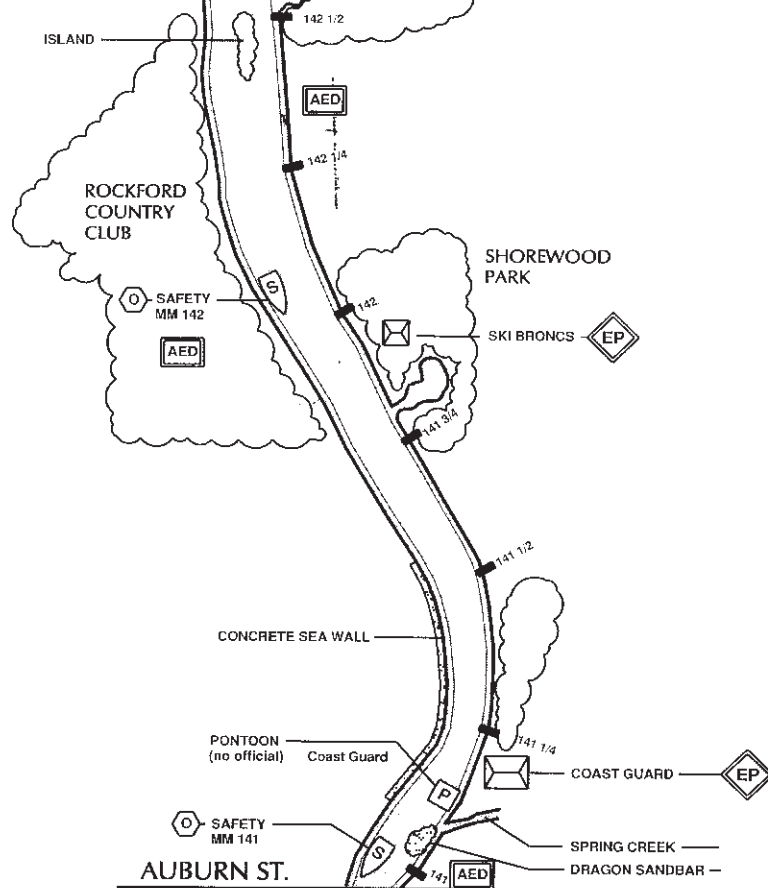 142 1/2
ISLAND
AED
142 1/4
ROCKFORD
COUNTRY
CLUB
SHOREWOOD
PARK
S
O
SAFETY
MM 142
142
SKI BRONCS
EP
AED
141 3/4
141 1/2
CONCRETE SEA WALL
141 1/4
PONTOON
(no official)
Coast Guard
COAST GUARD
EP
P
O
SAFETY
MM 141
S
SPRING CREEK
DRAGON SANDBAR
AUBURN ST.
141
AED